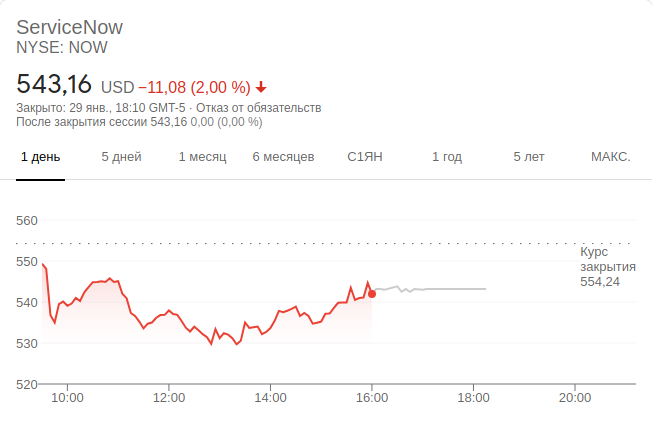 ServiceNow
NYSE: NOW
543,16 USD −11,08 (2,00 %)
Закрыто: 29 янв., 18:10 GMT-5 · Отказ от обязательств
После закрытия сессии 543,16 0,00 (0,00 %)
1 день 5 дней 1 месяц 6 месяцев С1ЯН 1 год 5 лет МАКС.
560
Курс
закрытия
554,24
550
540
530
520
10:00 12:00 14:00 16:00 18:00 20:00